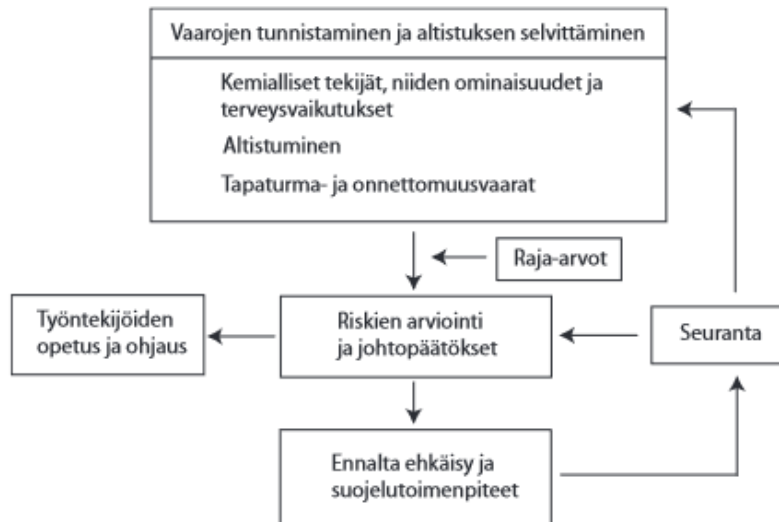 Vaarojen tunnistaminen ja altistuksen selvittäminen
Kemialliset tekijät, niiden ominaisuudet ja
terveysvaikutukset
Altistuminen
Tapaturma- ja onnettomuusvaarat
Raja-arvot
Työntekijöiden
opetus ja ohjaus
Riskien arviointi
ja johtopäätökset
Seuranta
Ennalta ehkäisy ja
suojelutoimenpiteet